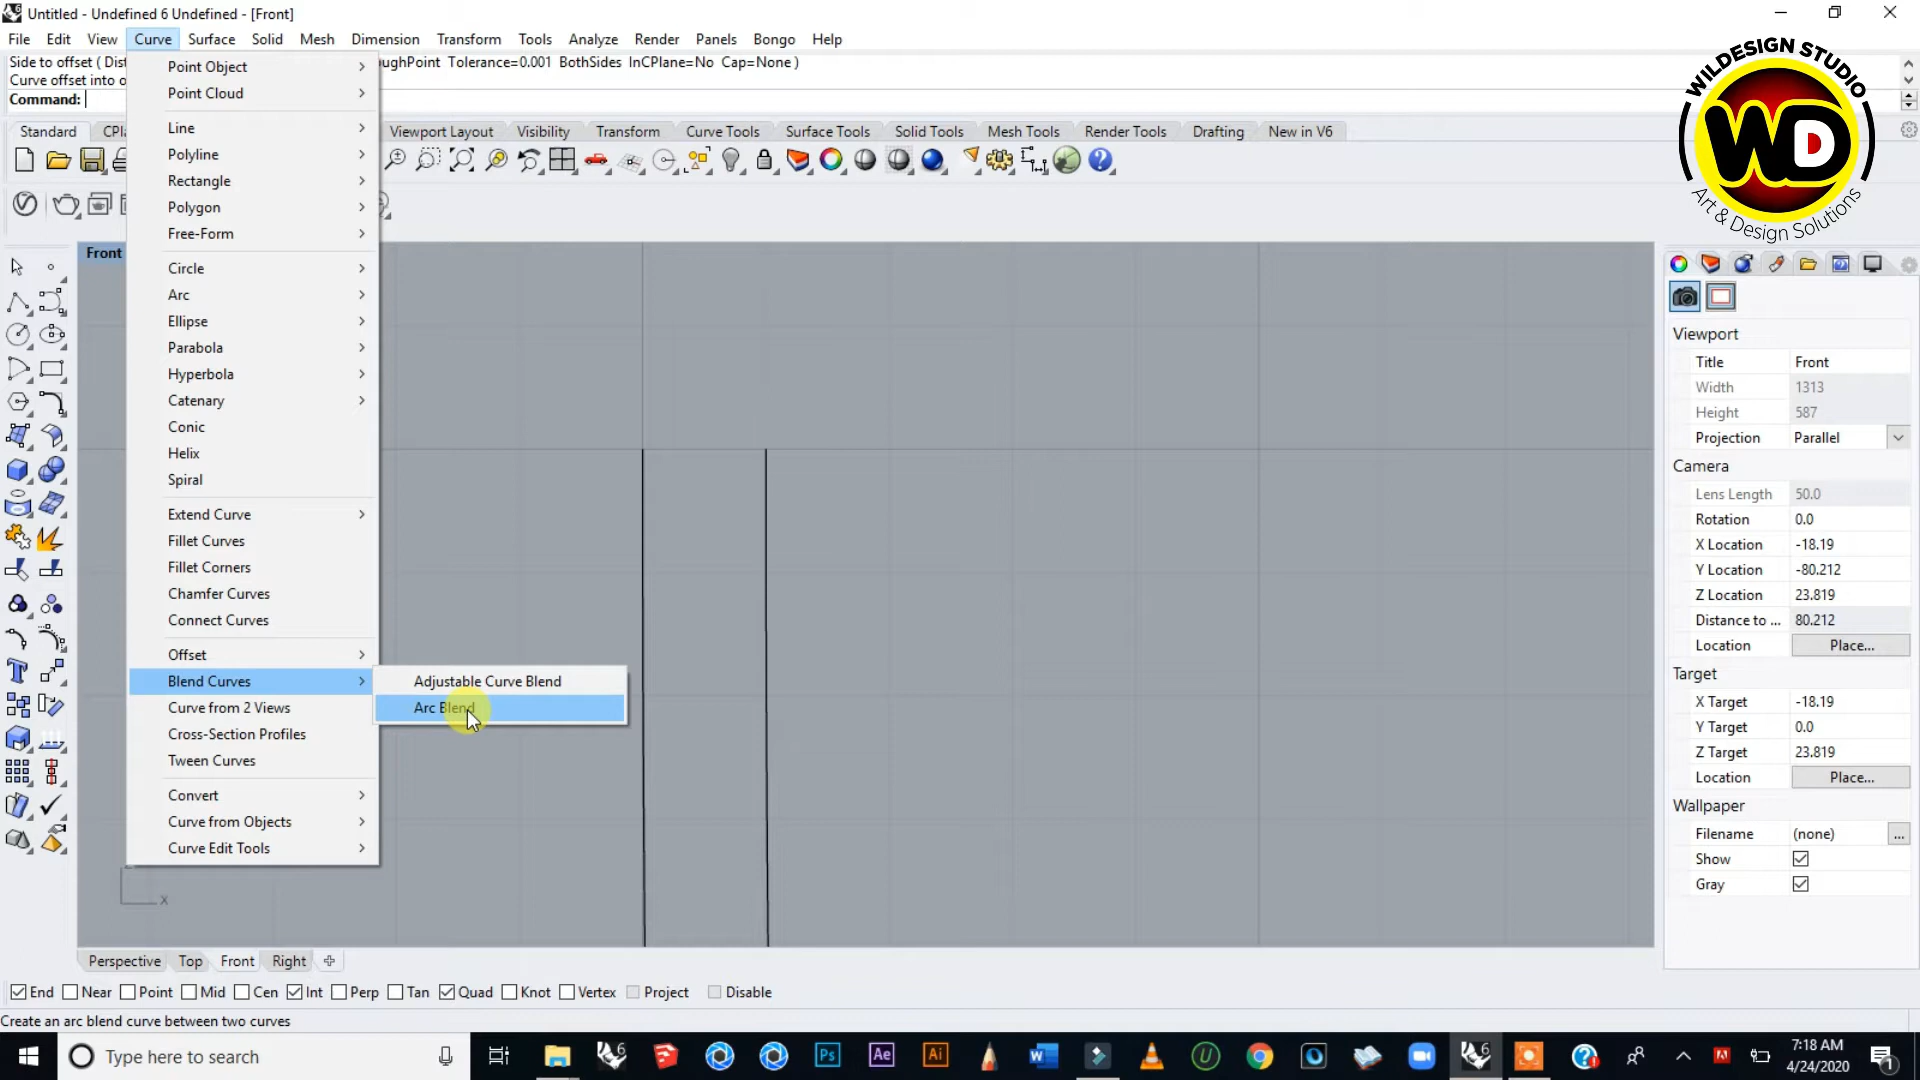 Untitled - Undefined 6 Undefined - [Front]
File Edit View Curve Surface Solid Mesh Dimension Transform Tools Analyze Render Panels Bongo Help
Side to offset ( Dist
ughPoint Tolerance=0.001 BothSides InCPlane=No Cap=None )
Curve offset into o
Command:
Standard CPla Viewport Layout Visibility Transform Curve Tools Surface Tools Solid Tools Mesh Tools Render Tools Drafting New in V6
WILDESIGN STUDIO
WD
Art & Design Solutions
Point Object
Point Cloud
Line
Polyline
Rectangle
Polygon
Free-Form
Circle
Arc
Ellipse
Parabola
Hyperbola
Catenary
Conic
Helix
Spiral
Extend Curve
Fillet Curves
Fillet Corners
Chamfer Curves
Connect Curves
Offset
Blend Curves
Curve from 2 Views
Cross-Section Profiles
Tween Curves
Convert
Curve from Objects
Curve Edit Tools
Adjustable Curve Blend
Arc Blend
Front
x
Viewport
Title Front
Width 1313
Height 587
Projection Parallel
Camera
Lens Length 50.0
Rotation 0.0
X Location -18.19
Y Location -80.212
Z Location 23.819
Distance to ... 80.212
Location Place...
Target
X Target -18.19
Y Target 0.0
Z Target 23.819
Location Place...
Wallpaper
Filename (none) ...
Show
Gray
Perspective Top Front Right
End Near Point Mid Cen Int Perp Tan Quad Knot Vertex Project Disable
Create an arc blend curve between two curves
Type here to search
Ps Ae Ai
7:18 AM
4/24/2020
1